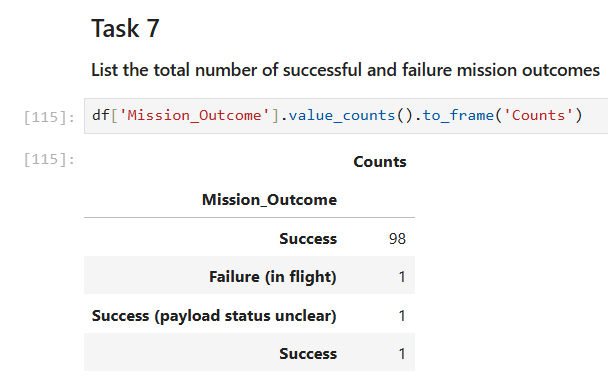 Task 7
List the total number of successful and failure mission outcomes
[115]: df['Mission_Outcome'].value_counts().to_frame('Counts')
[115]: Counts
Mission_Outcome
Success 98
Failure (in flight) 1
Success (payload status unclear) 1
Success 1